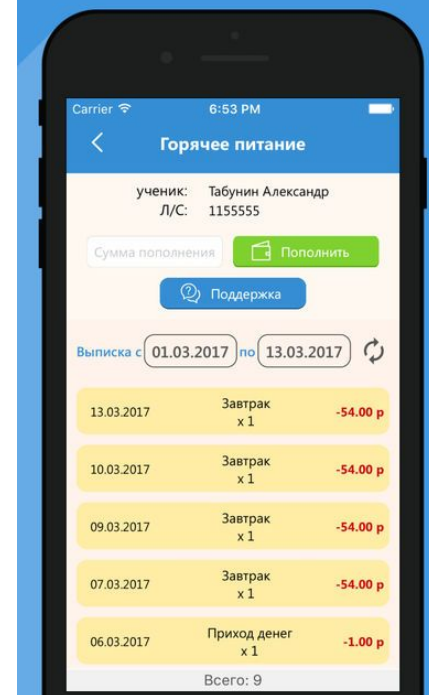 Carrier 6:53 PM
Горячее питание
ученик: Табунин Александр
Л/С: 1155555
Сумма пополнения Пополнить
Поддержка
Выписка с 01.03.2017 по 13.03.2017
13.03.2017 Завтрак -54.00 р
x 1
10.03.2017 Завтрак -54.00 р
x 1
09.03.2017 Завтрак -54.00 р
x 1
07.03.2017 Завтрак -54.00 р
x 1
06.03.2017 Приход денег -1.00 р
x 1
Всего: 9